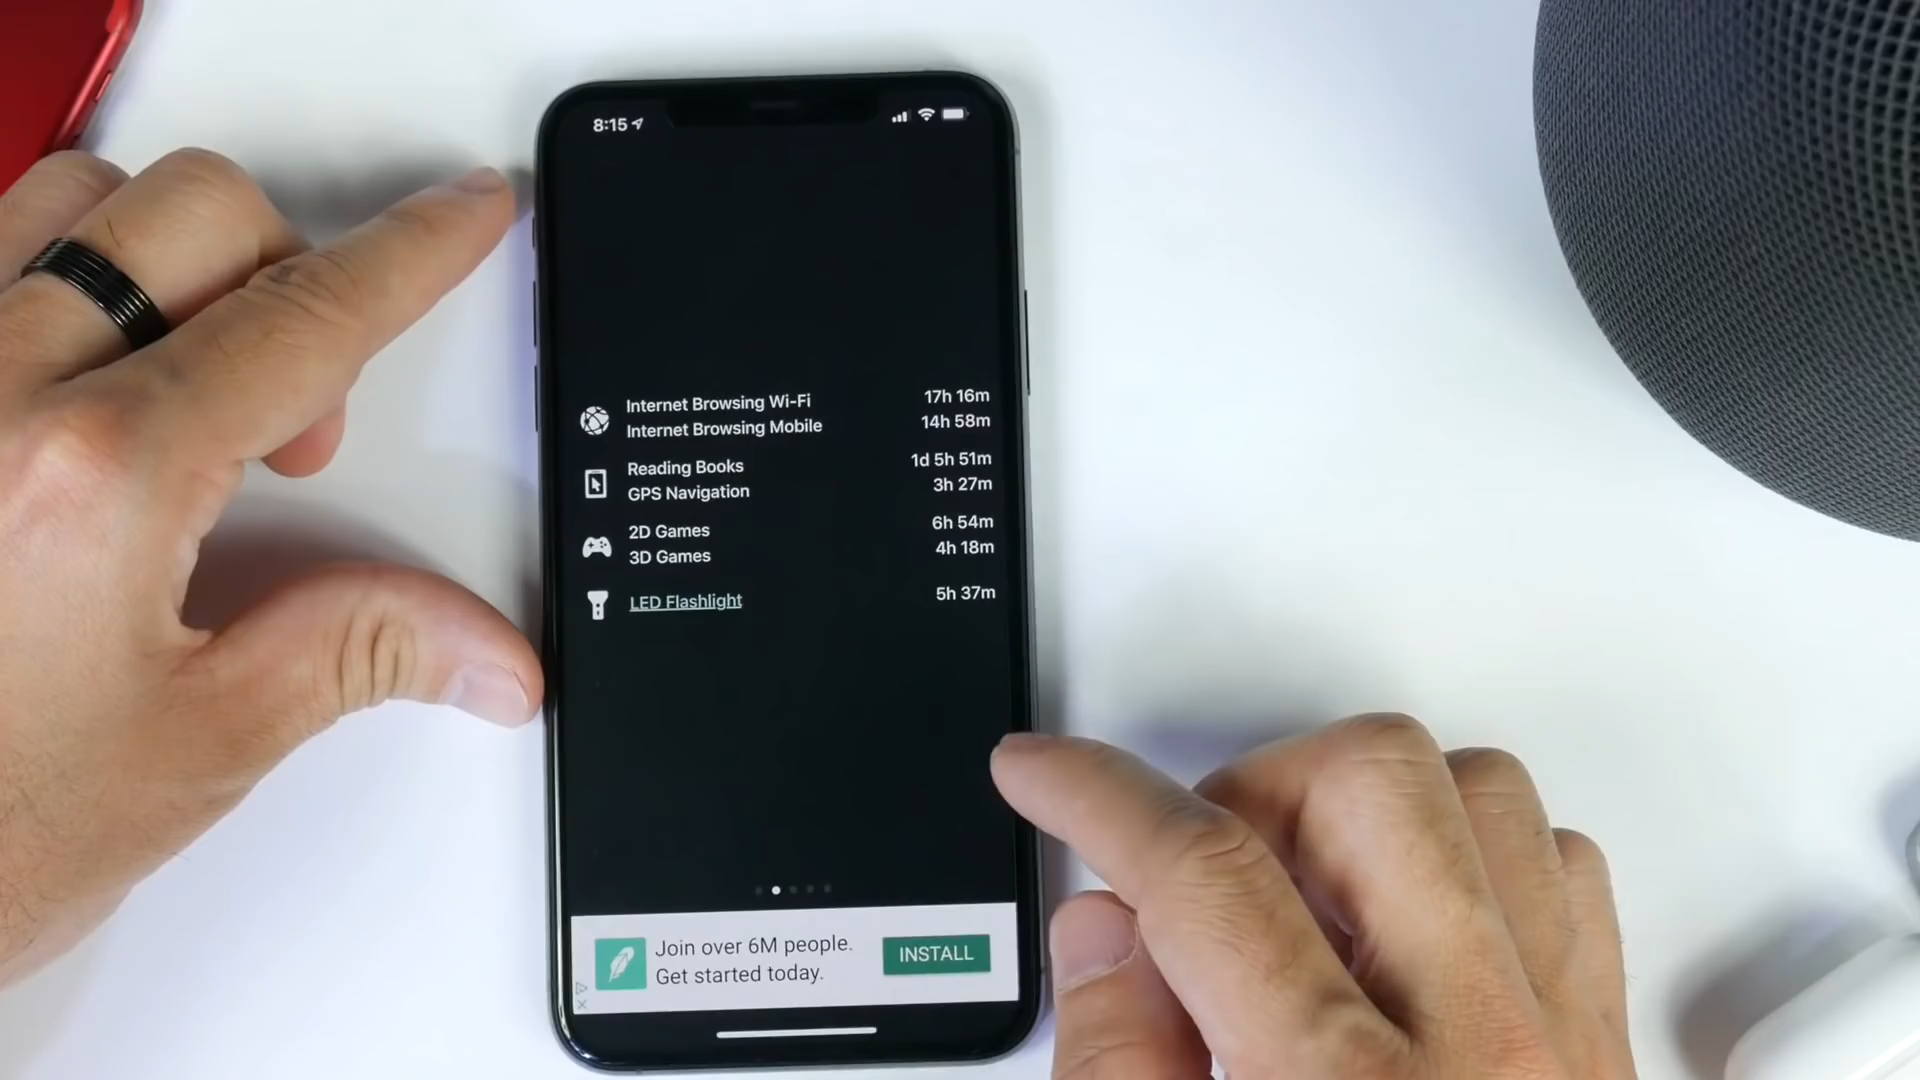 8:15
Internet Browsing Wi-Fi 17h 16m
Internet Browsing Mobile 14h 58m
Reading Books 1d 5h 51m
GPS Navigation 3h 27m
2D Games 6h 54m
3D Games 4h 18m
LED Flashlight 5h 37m
Join over 6M people.
Get started today.
INSTALL